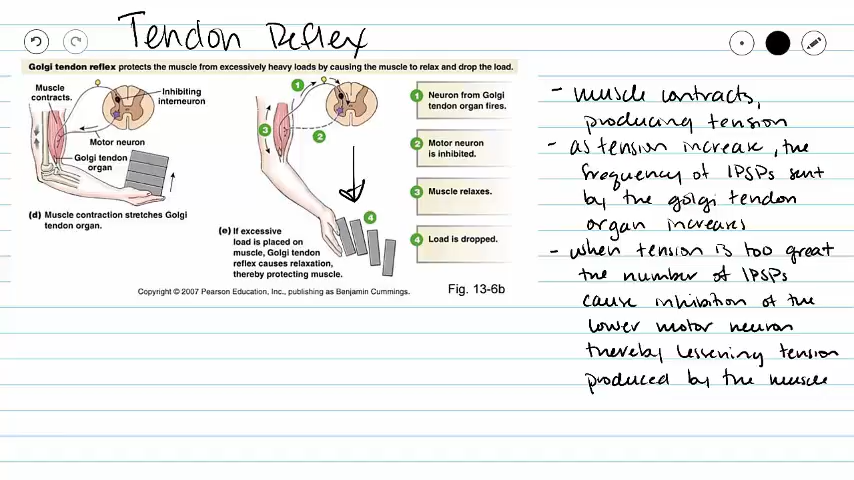 Tendon Reflex
Golgi tendon reflex protects the muscle from excessively heavy loads by causing the muscle to relax and drop the load.
Muscle
contracts.
Inhibiting
interneuron
Motor neuron
Golgi tendon
organ
(d) Muscle contraction stretches Golgi
tendon organ.
1
2
3
4
(e) If excessive
load is placed on
muscle, Golgi tendon
reflex causes relaxation,
thereby protecting muscle.
1 Neuron from Golgi
tendon organ fires.
2 Motor neuron
is inhibited.
3 Muscle relaxes.
4 Load is dropped.
Copyright © 2007 Pearson Education, Inc., publishing as Benjamin Cummings.
Fig. 13-6b
- muscle contracts,
producing tension
- as tension increase, the
frequency of IPSPs sent
by the golgi tendon
organ increases
- when tension is too great
the number of IPSPs
cause inhibition of the
lower motor neuron
thereby lessening tension
produced by the muscle